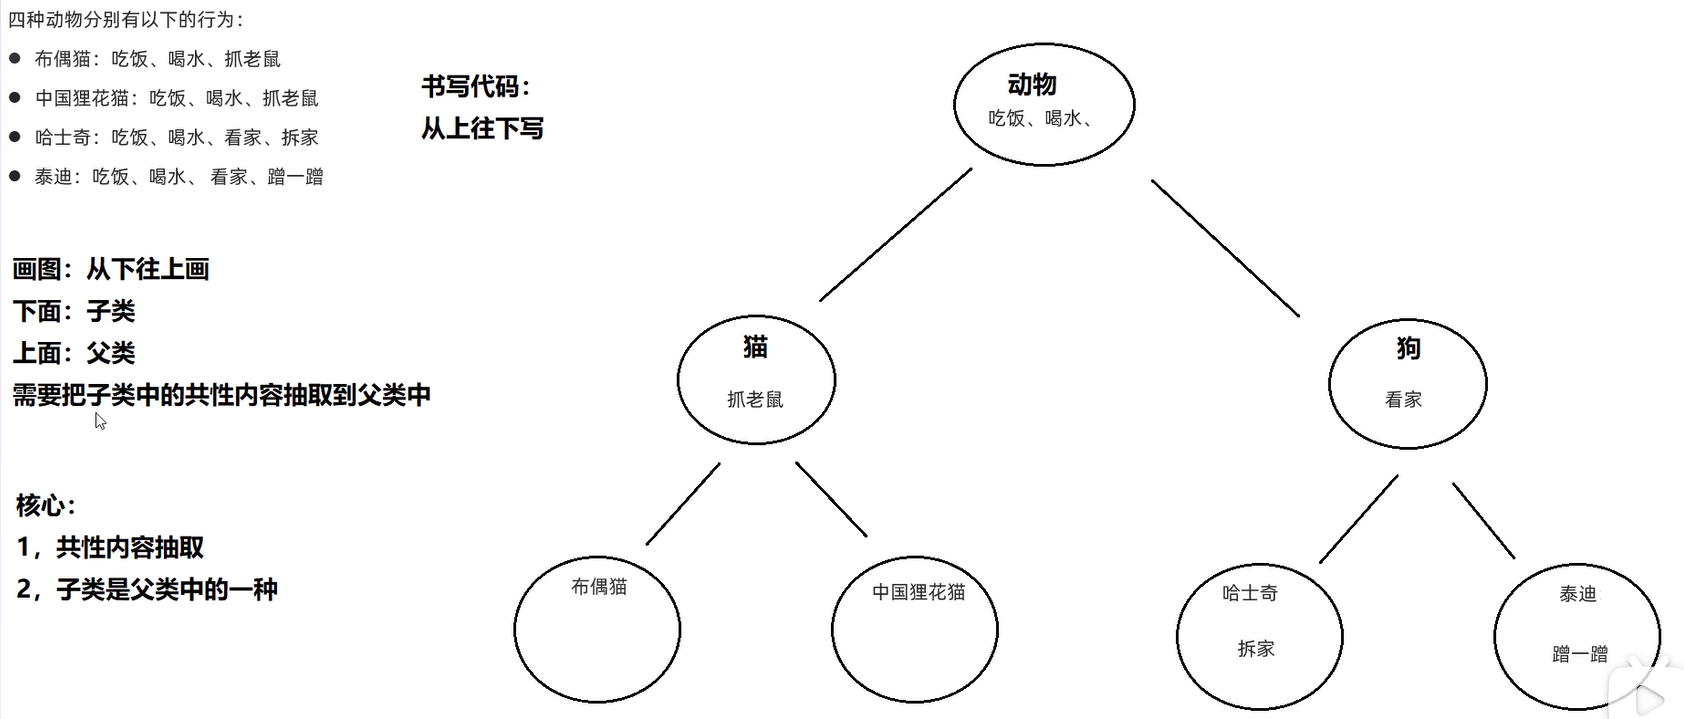 四种动物分别有以下的行为：
● 布偶猫：吃饭、喝水、抓老鼠
● 中国狸花猫：吃饭、喝水、抓老鼠
● 哈士奇：吃饭、喝水、看家、拆家
● 泰迪：吃饭、喝水、 看家、蹭一蹭
书写代码：
从上往下写
画图：从下往上画
下面：子类
上面：父类
需要把子类中的共性内容抽取到父类中
核心：
1，共性内容抽取
2，子类是父类中的一种
动物
吃饭、喝水、
猫
抓老鼠
狗
看家
布偶猫
中国狸花猫
哈士奇
拆家
泰迪
蹭一蹭